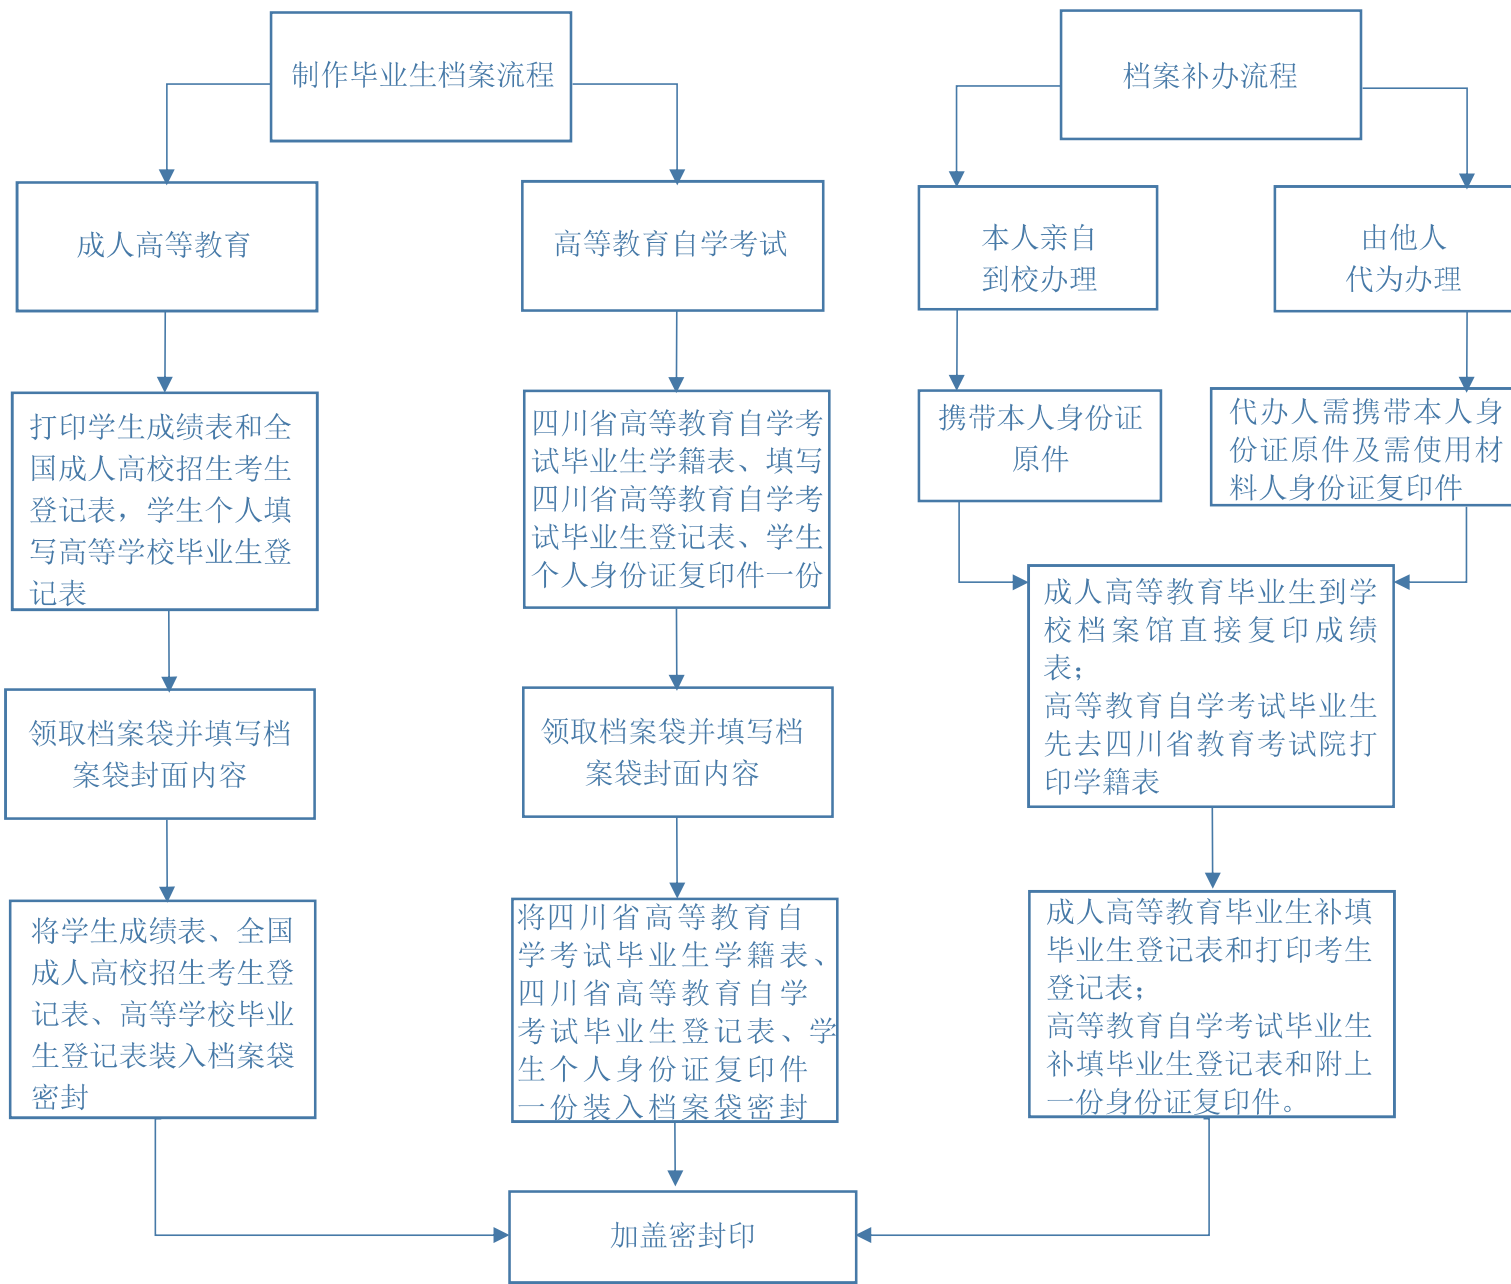 制作毕业生档案流程
成人高等教育
打印学生成绩表和全
国成人高校招生考生
登记表，学生个人填
写高等学校毕业生登
记表
领取档案袋并填写档
案袋封面内容
将学生成绩表、全国
成人高校招生考生登
记表、高等学校毕业
生登记表装入档案袋
密封
高等教育自学考试
四川省高等教育自学考
试毕业生学籍表、填写
四川省高等教育自学考
试毕业生登记表、学生
个人身份证复印件一份
领取档案袋并填写档
案袋封面内容
将四川省高等教育自
学考试毕业生学籍表、
四川省高等教育自学
考试毕业生登记表、学
生个人身份证复印件
一份装入档案袋密封
档案补办流程
本人亲自
到校办理
携带本人身份证
原件
由他人
代为办理
代办人需携带本人身
份证原件及需使用材
料人身份证复印件
成人高等教育毕业生到学
校档案馆直接复印成绩
表；
高等教育自学考试毕业生
先去四川省教育考试院打
印学籍表
成人高等教育毕业生补填
毕业生登记表和打印考生
登记表；
高等教育自学考试毕业生
补填毕业生登记表和附上
一份身份证复印件。
加盖密封印